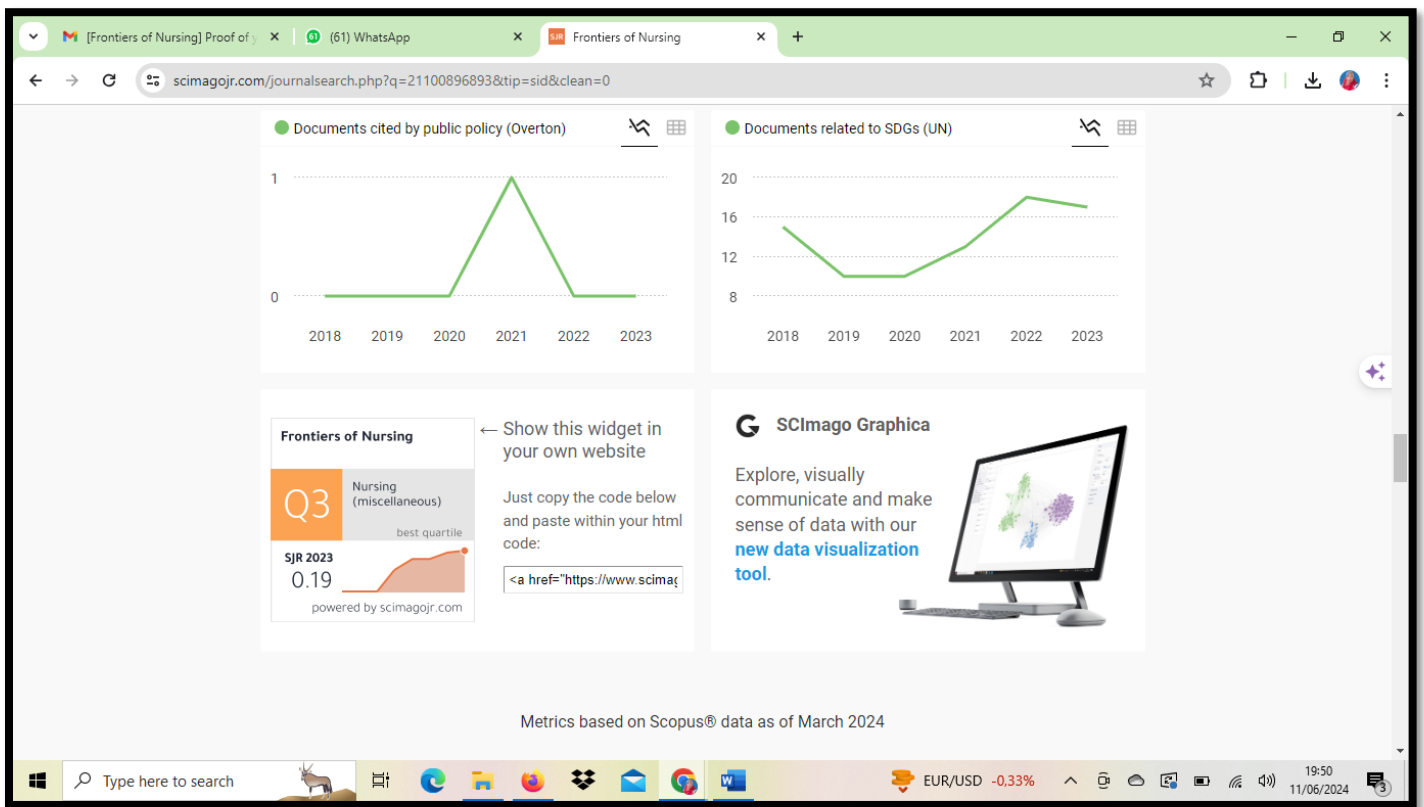 [Frontiers of Nursing] Proof of y
61
(61) WhatsApp
SJR
Frontiers of Nursing
scimagojr.com/journalsearch.php?q=21100896893&tip=sid&clean=0
Documents cited by public policy (Overton)
1
0
2018 2019 2020 2021 2022 2023
Documents related to SDGs (UN)
20
16
12
8
2018 2019 2020 2021 2022 2023
Frontiers of Nursing
Q3
Nursing
(miscellaneous)
best quartile
SJR 2023
0.19
powered by scimagojr.com
← Show this widget in
your own website
Just copy the code below
and paste within your html
code:
<a href="https://www.scimag
G SCImago Graphica
Explore, visually
communicate and make
sense of data with our
new data visualization
tool.
Metrics based on Scopus® data as of March 2024
Type here to search
EUR/USD -0,33%
19:50
11/06/2024
3